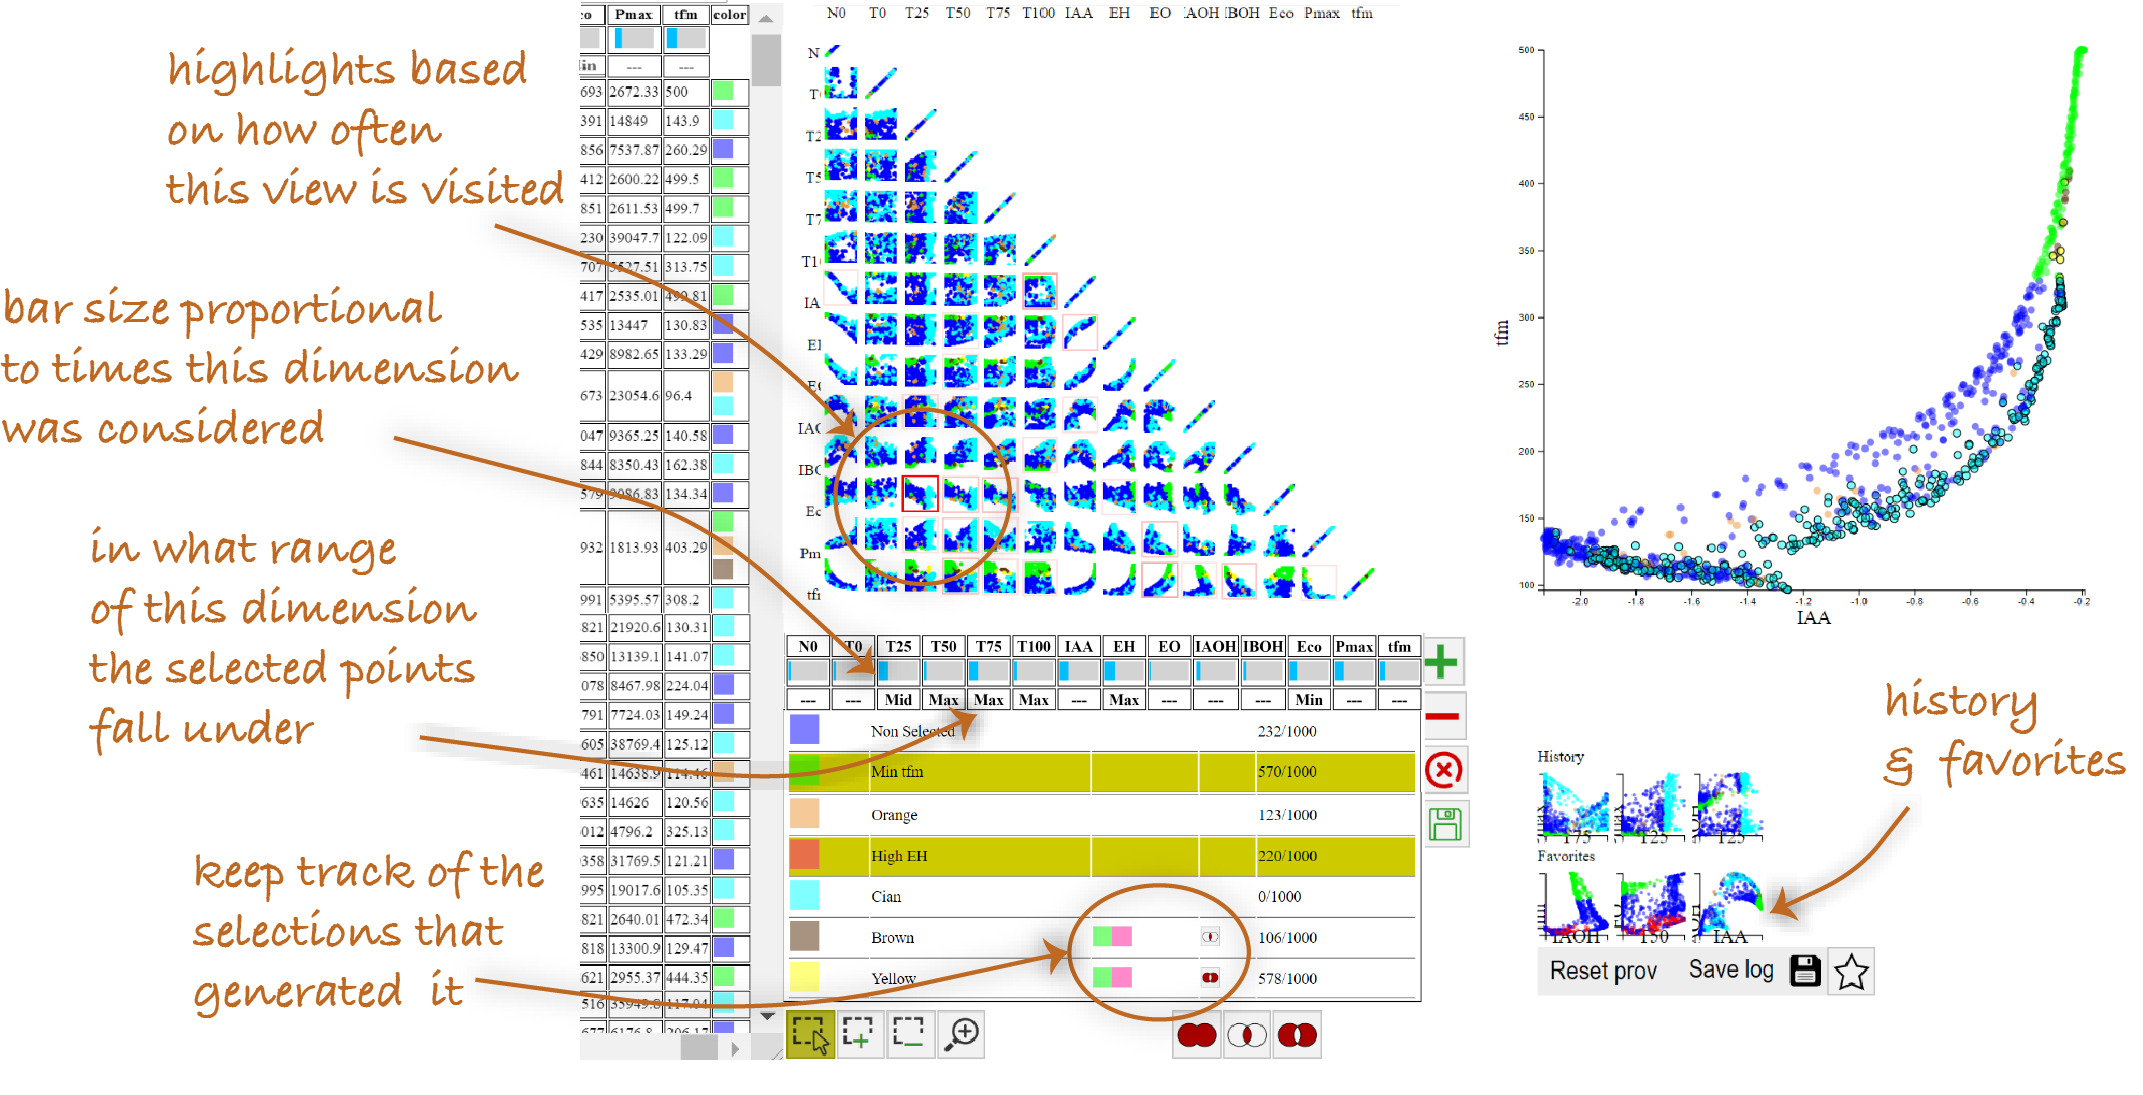 highlights based
on how often
this view is visited
bar size proportional
to times this dimension
was considered
in what range
of this dimension
the selected points
fall under
keep track of the
selections that
generated it
co Pmax tfm color
in --- ---
693 2672.33 500
391 14849 143.9
856 7537.87 260.29
412 2600.22 499.5
851 2611.53 499.7
230 39047.7 122.09
707 5527.51 313.75
417 2535.01 499.81
535 13447 130.83
429 8982.65 133.29
673 23054.6 96.4
047 9365.25 140.58
844 8350.43 162.38
579 9086.83 134.34
932 1813.93 403.29
991 5395.57 308.2
821 21920.6 130.31
850 13139.1 141.07
078 8467.98 224.04
791 7724.03 149.24
605 38769.4 125.12
461 14638.9 114.46
635 14626 120.56
012 4796.2 325.13
358 31769.5 121.21
995 19017.6 105.35
821 2640.01 472.34
818 13300.9 129.47
621 2955.37 444.35
516 35949.8 117.04
N0 T0 T25 T50 T75 T100 IAA EH EO IAOH IBOH Eco Pmax tfm
N
T
T2
T5
T7
T1
IA
E
E
IAO
IBO
Ec
Pm
tf
N0 T0 T25 T50 T75 T100 IAA EH EO IAOH IBOH Eco Pmax tfm
--- --- Mid Max Max Max --- Max --- --- --- Min --- ---
Non Selected 232/1000
Min tfm 570/1000
Orange 123/1000
High EH 220/1000
Cian 0/1000
Brown 106/1000
Yellow 578/1000
500
450
400
350
300
250
200
150
100
tfm
-2.0 -1.8 -1.6 -1.4 -1.2 -1.0 -0.8 -0.6 -0.4 -0.2
IAA
history
& favorites
History
T75 T25 T25
Favorites
IAOH T50 IAA
Reset prov Save log